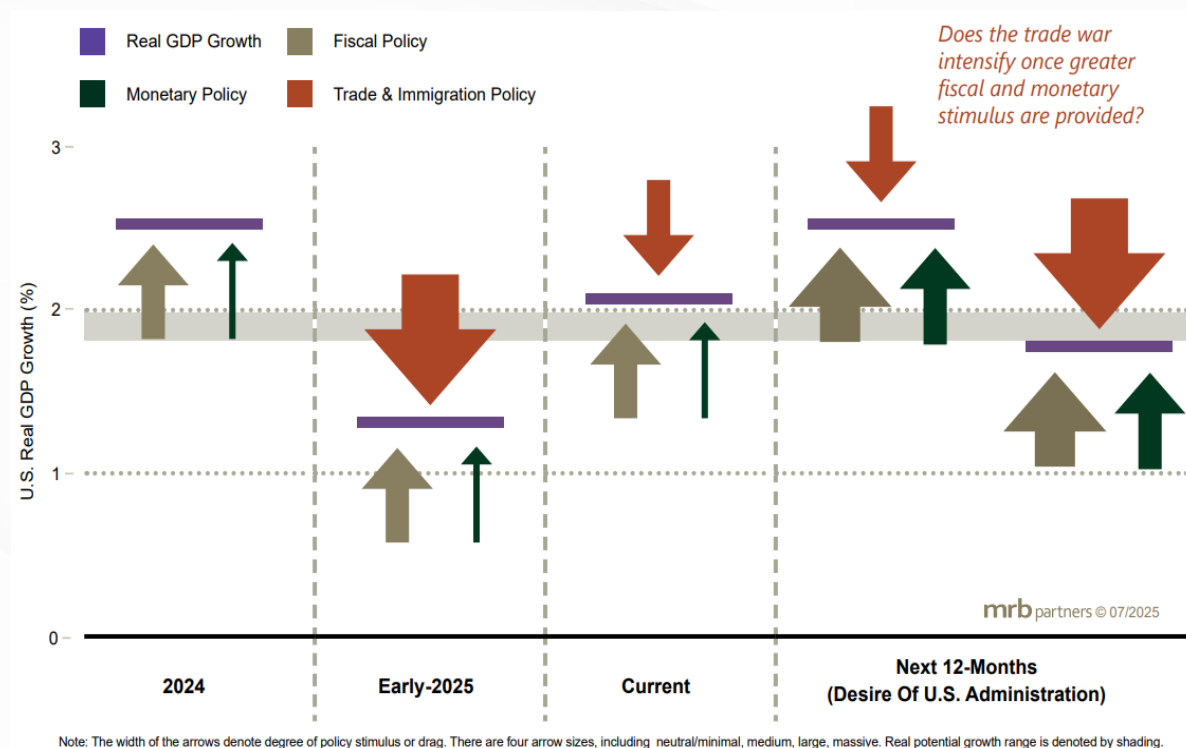 Real GDP Growth
Fiscal Policy
Monetary Policy
Trade & Immigration Policy
Does the trade war
intensify once greater
fiscal and monetary
stimulus are provided?
U.S. Real GDP Growth (%)
3
2
1
0
mrb partners © 07/2025
2024
Early-2025
Current
Next 12-Months
(Desire Of U.S. Administration)
Note: The width of the arrows denote degree of policy stimulus or drag. There are four arrow sizes, including neutral/minimal, medium, large, massive. Real potential growth range is denoted by shading.